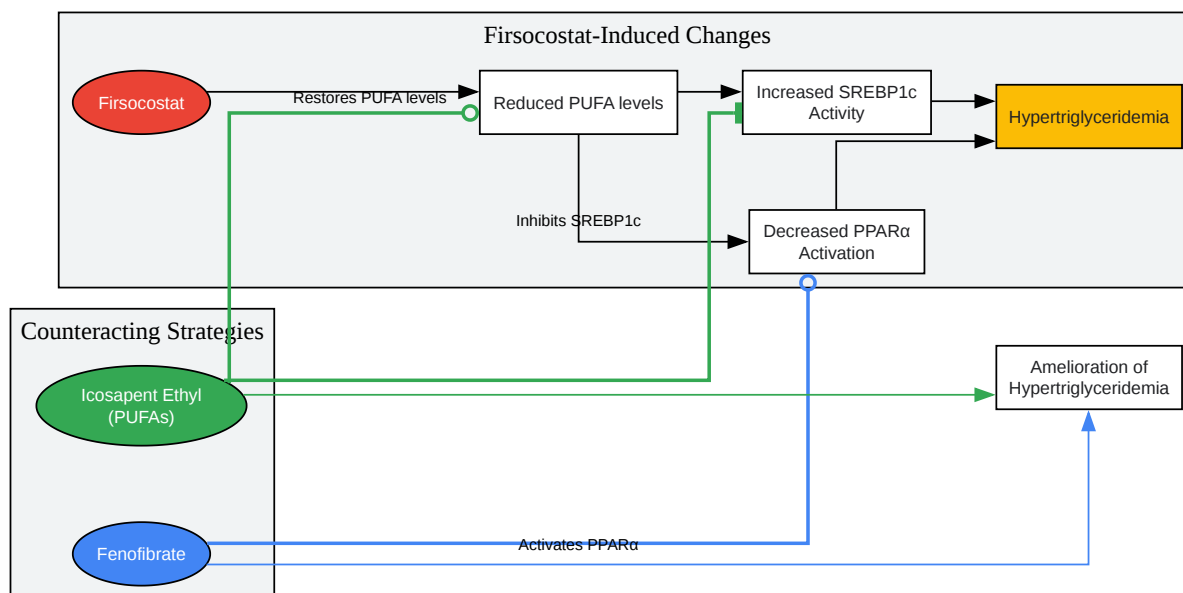 Firsocostat-Induced Changes
Firsocostat
Restores PUFA levels
Reduced PUFA levels
Increased SREBP1c
Activity
Hypertriglyceridemia
Inhibits SREBP1c
Decreased PPARα
Activation
Counteracting Strategies
Icosapent Ethyl
(PUFAs)
Amelioration of
Hypertriglyceridemia
Fenofibrate
Activates PPARα